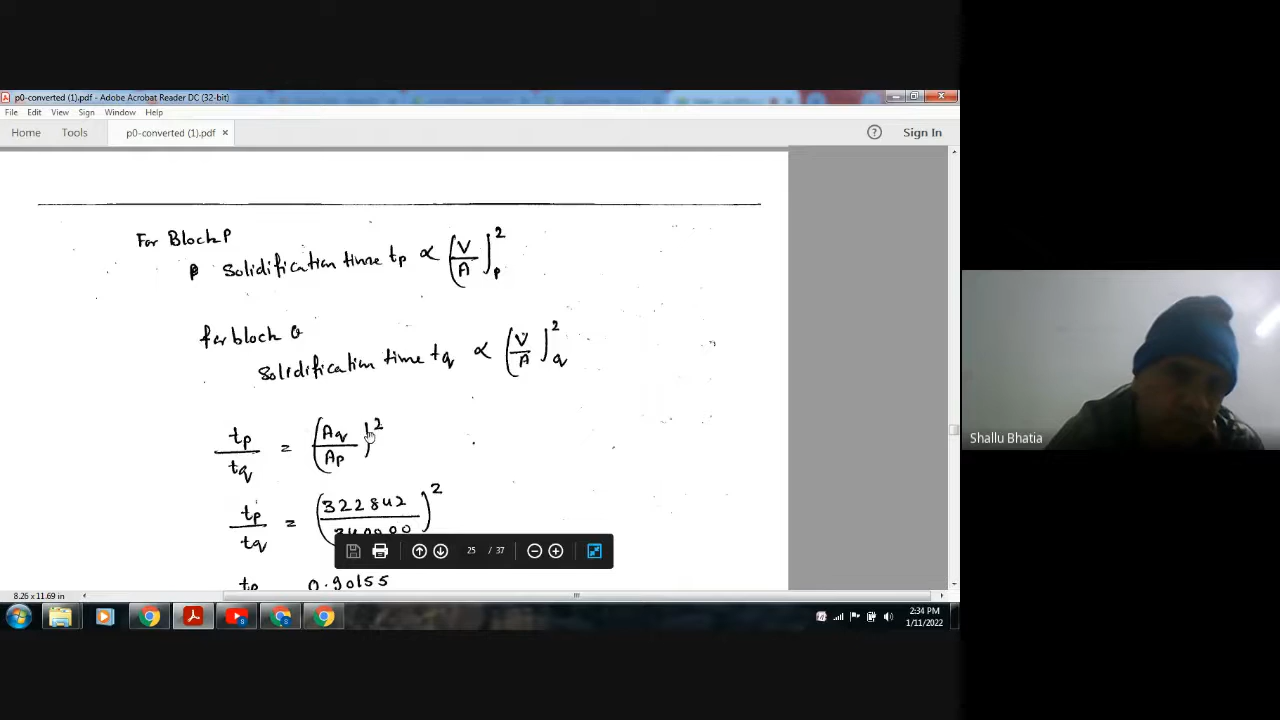 p0-converted (1).pdf - Adobe Acrobat Reader DC (32-bit)
File Edit View Sign Window Help
Home Tools p0-converted (1).pdf × Sign In
For Block P
Solidification time tp ∝ (V/A)²p
for block Q
Solidification time tq ∝ (V/A)²q
tp/tq = (Aq/Ap)²
tp/tq = (322842/340000)²
tp 0.90155
25 / 37
8.26 x 11.69 in
2:34 PM
1/11/2022
Shallu Bhatia